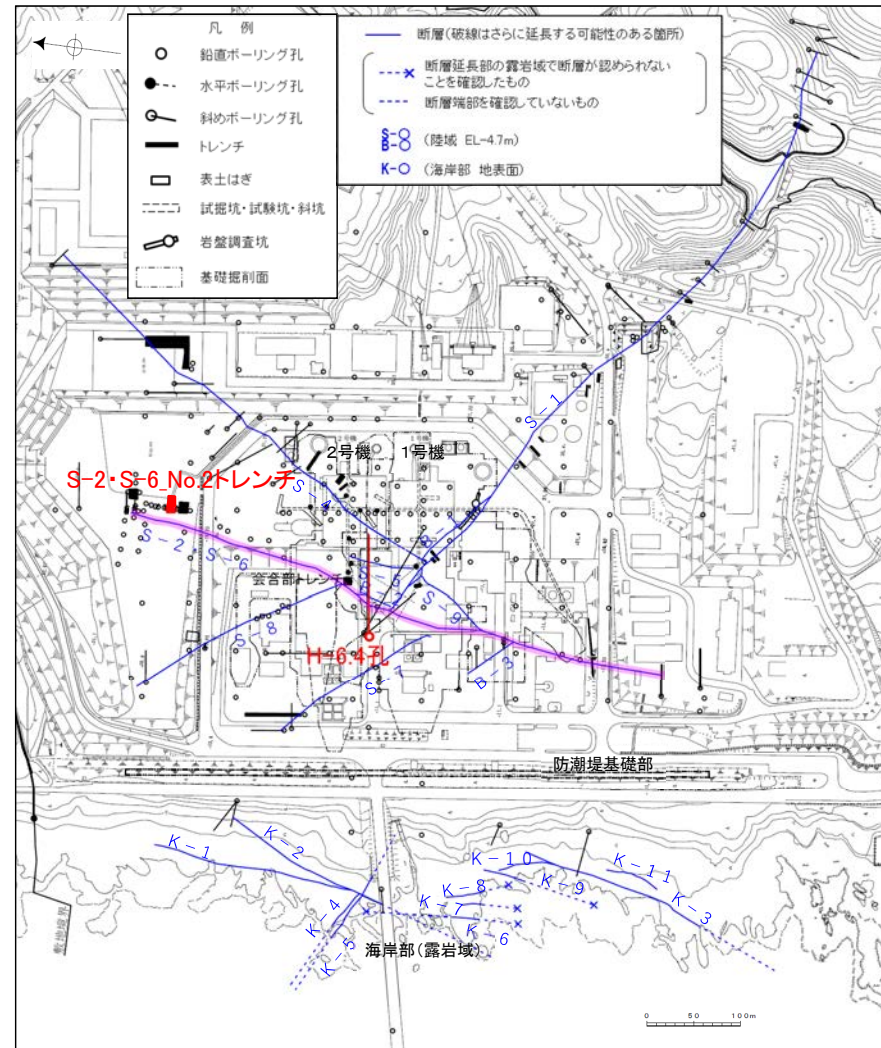 凡 例
鉛直ボーリング孔
水平ボーリング孔
斜めボーリング孔
トレンチ
表土はぎ
試掘坑・試験坑・斜坑
岩盤調査坑
基礎掘削面
断層(破線はさらに延長する可能性のある箇所)
断層延長部の露岩域で断層が認められない
ことを確認したもの
断層端部を確認していないもの
S-○
B-○
(陸域 EL-4.7m)
K-○
(海岸部 地表面)
S-1
2号機
1号機
S-2・S-6_No.2トレンチ
S-4
S-2・S-6
会合部トレンチ
S-5
S-9
S-8
H-6.4孔
S-7
B-3
防潮堤基礎部
K-1
K-2
K-10
K-11
K-8
K-9
K-7
K-3
K-4
K-6
K-5
海岸部(露岩域)
敷地境界
0 50 100m